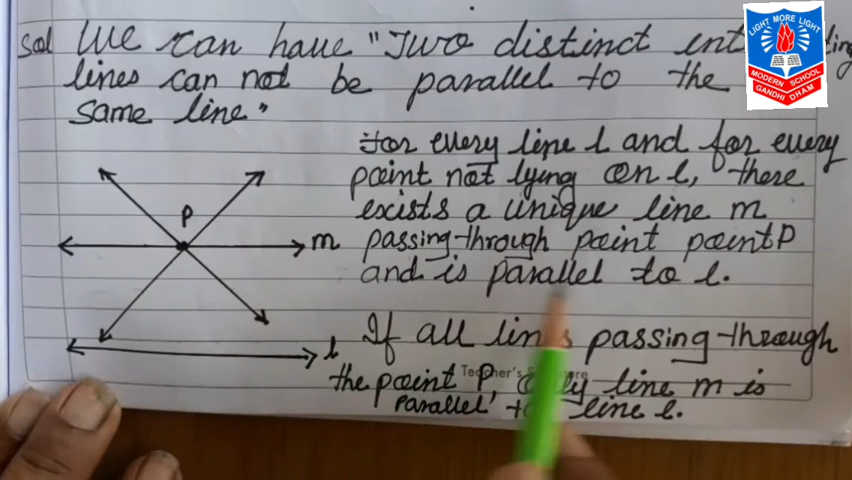 Sol We can have "Two distinct
lines can not be parallel to the
same line."
For every line l and for every
point not lying on l, there
exists a unique line m
passing through point point P
and is parallel to l.
P
m
l
If all lines passing through
the point P, only line m is
parallel, to line l.
Teacher's
LIGHT MORE LIGHT
MODERN SCHOOL
GANDHI DHAM